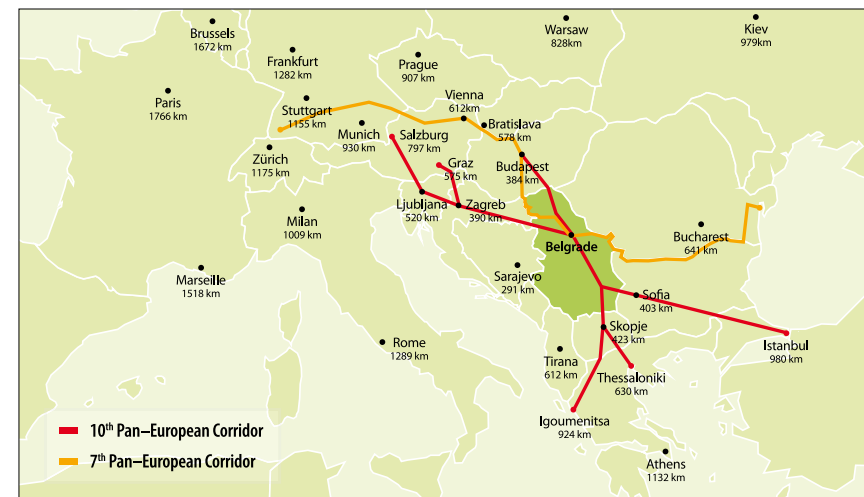 Brussels
1672 km
Warsaw
828km
Kiev
979km
Frankfurt
1282 km
Prague
907 km
Paris
1766 km
Stuttgart
1155 km
Vienna
612km
Munich
930 km
Salzburg
797 km
Bratislava
578 km
Zürich
1175 km
Graz
575 km
Budapest
384 km
Milan
1009 km
Ljubljana
520 km
Zagreb
390 km
Belgrade
Bucharest
641 km
Marseille
1518 km
Sarajevo
291 km
Sofia
403 km
Rome
1289 km
Skopje
423 km
Istanbul
980 km
Tirana
612 km
Thessaloniki
630 km
Igoumenitsa
924 km
Athens
1132 km
10th Pan–European Corridor
7th Pan–European Corridor